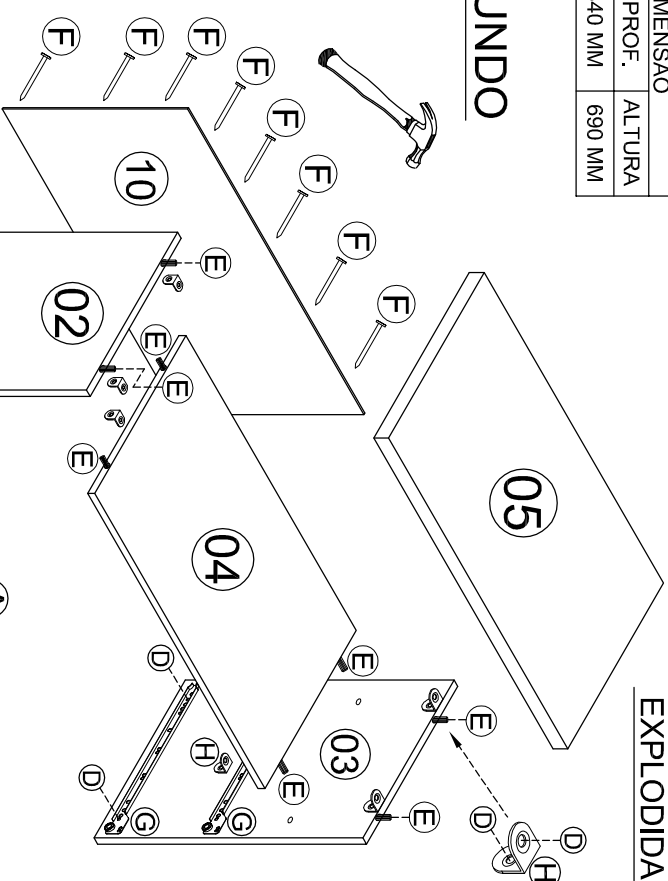 MENSÃO
EXPLODIDA
PROF. ALTURA
40 MM 690 MM
D
H
05
UNDO
D
E
E
F
E
F
03
F
E
F
F
G
04
E
F
H
E
D
E
G
10
F
D
E
02
F